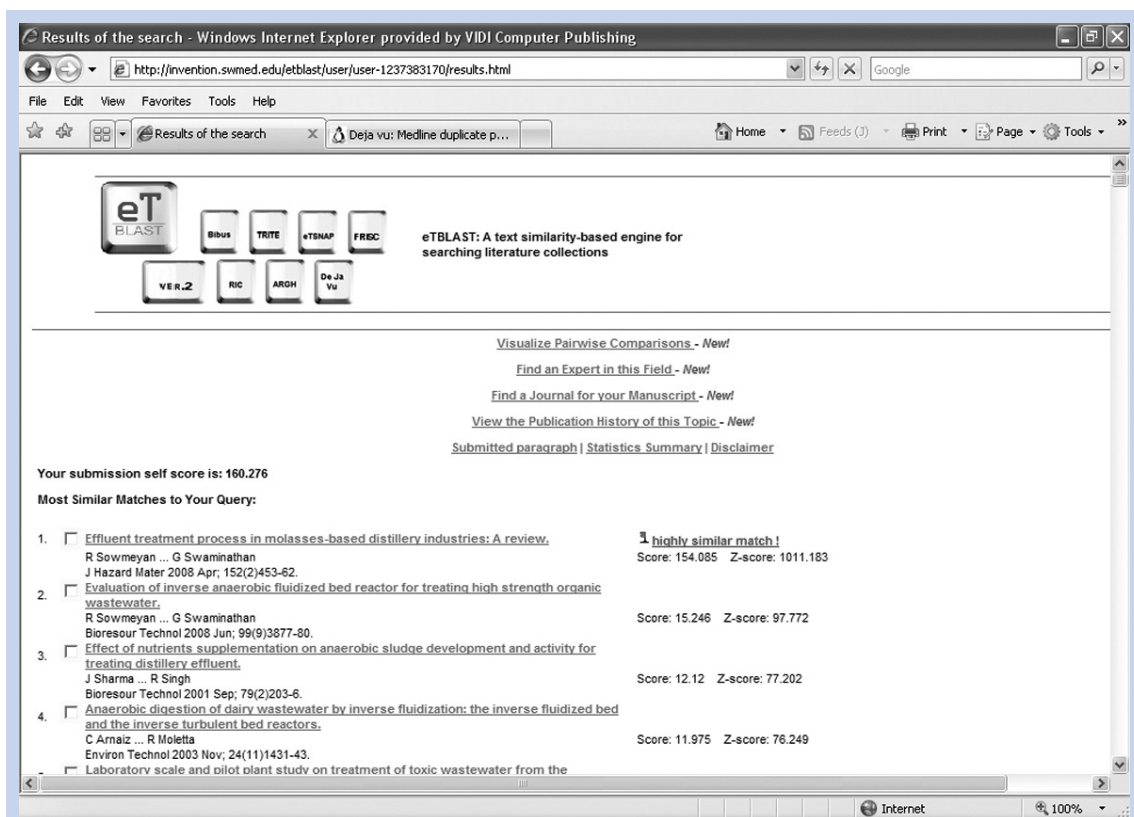 Results of the search - Windows Internet Explorer provided by VIDI Computer Publishing
http://invention.swmed.edu/etblast/user/user-1237383170/results.html
Google
File Edit View Favorites Tools Help
Results of the search
Deja vu: Medline duplicate p...
Home Feeds (J) Print Page Tools »
eT
BLAST
Bibus TRITE eTSNAP FRISC
VER.2 RIC ARGH De Ja
Vu
eTBLAST: A text similarity-based engine for
searching literature collections
Visualize Pairwise Comparisons - New!
Find an Expert in this Field - New!
Find a Journal for your Manuscript - New!
View the Publication History of this Topic - New!
Submitted paragraph | Statistics Summary | Disclaimer
Your submission self score is: 160.276
Most Similar Matches to Your Query:
1. Effluent treatment process in molasses-based distillery industries: A review. highly similar match !
R Sowmeyan ... G Swaminathan Score: 154.085 Z-score: 1011.183
J Hazard Mater 2008 Apr; 152(2)453-62.
2. Evaluation of inverse anaerobic fluidized bed reactor for treating high strength organic
wastewater.
R Sowmeyan ... G Swaminathan Score: 15.246 Z-score: 97.772
Bioresour Technol 2008 Jun; 99(9)3877-80.
3. Effect of nutrients supplementation on anaerobic sludge development and activity for
treating distillery effluent.
J Sharma ... R Singh Score: 12.12 Z-score: 77.202
Bioresour Technol 2001 Sep; 79(2)203-6.
4. Anaerobic digestion of dairy wastewater by inverse fluidization: the inverse fluidized bed
and the inverse turbulent bed reactors.
C Arnaiz ... R Moletta Score: 11.975 Z-score: 76.249
Environ Technol 2003 Nov; 24(11)1431-43.
Laboratory scale and pilot plant study on treatment of toxic wastewater from the
Internet 100%